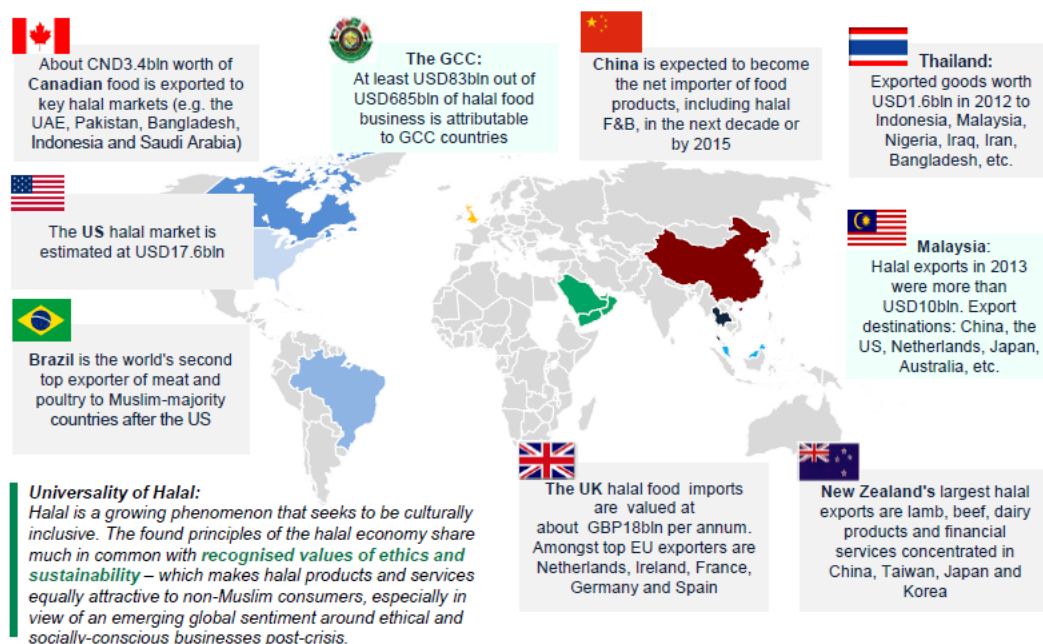 About CND3.4bln worth of
Canadian food is exported to
key halal markets (e.g. the
UAE, Pakistan, Bangladesh,
Indonesia and Saudi Arabia)
The GCC:
At least USD83bln out of
USD685bln of halal food
business is attributable
to GCC countries
China is expected to become
the net importer of food
products, including halal
F&B, in the next decade or
by 2015
Thailand:
Exported goods worth
USD1.6bln in 2012 to
Indonesia, Malaysia,
Nigeria, Iraq, Iran,
Bangladesh, etc.
The US halal market is
estimated at USD17.6bln
Malaysia:
Halal exports in 2013
were more than
USD10bln. Export
destinations: China, the
US, Netherlands, Japan,
Australia, etc.
Brazil is the world's second
top exporter of meat and
poultry to Muslim-majority
countries after the US
Universality of Halal:
Halal is a growing phenomenon that seeks to be culturally
inclusive. The found principles of the halal economy share
much in common with recognised values of ethics and
sustainability – which makes halal products and services
equally attractive to non-Muslim consumers, especially in
view of an emerging global sentiment around ethical and
socially-conscious businesses post-crisis.
The UK halal food imports
are valued at
about GBP18bln per annum.
Amongst top EU exporters are
Netherlands, Ireland, France,
Germany and Spain
New Zealand's largest halal
exports are lamb, beef, dairy
products and financial
services concentrated in
China, Taiwan, Japan and
Korea